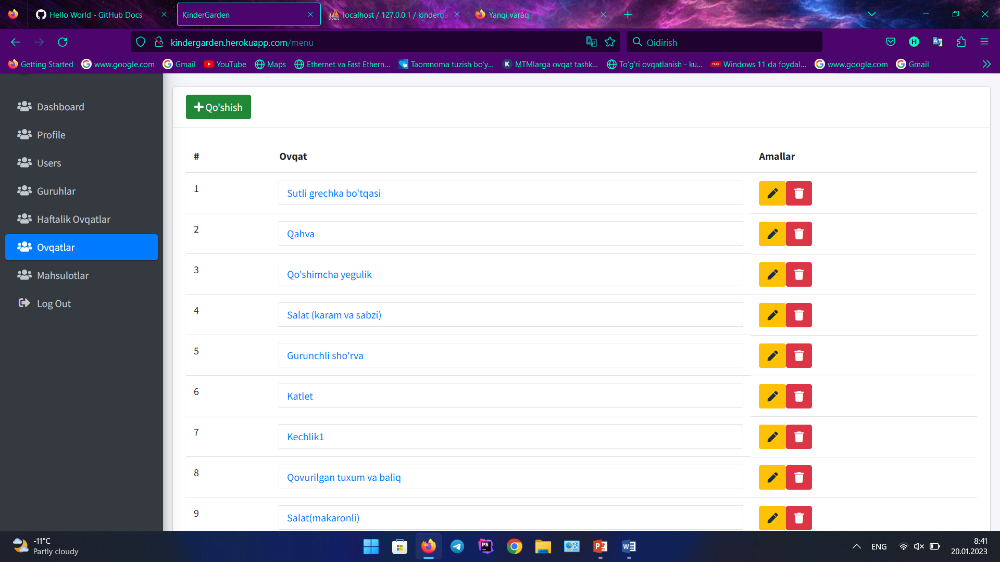 Hello World - GitHub Docs
KinderGarden
localhost / 127.0.0.1 / kinderga
Yangi varaq
kindergarden.herokuapp.com/menu
Qidirish
H
Getting Started
www.google.com
Gmail
YouTube
Maps
Ethernet va Fast Ethern...
Taomnoma tuzish bo'y...
K MTMlarga ovqat tashk...
To'g'ri ovqatlanish - ku...
Windows 11 da foydal...
www.google.com
Gmail
Dashboard
Profile
Users
Guruhlar
Haftalik Ovqatlar
Ovqatlar
Mahsulotlar
Log Out
Qo'shish
# Ovqat Amallar
1 Sutli grechka bo'tqasi
2 Qahva
3 Qo'shimcha yegulik
4 Salat (karam va sabzi)
5 Gurunchli sho'rva
6 Katlet
7 Kechlik1
8 Qovurilgan tuxum va baliq
9 Salat(makaronli)
-11°C
Partly cloudy
PS
P
W
ENG
8:41
20.01.2023